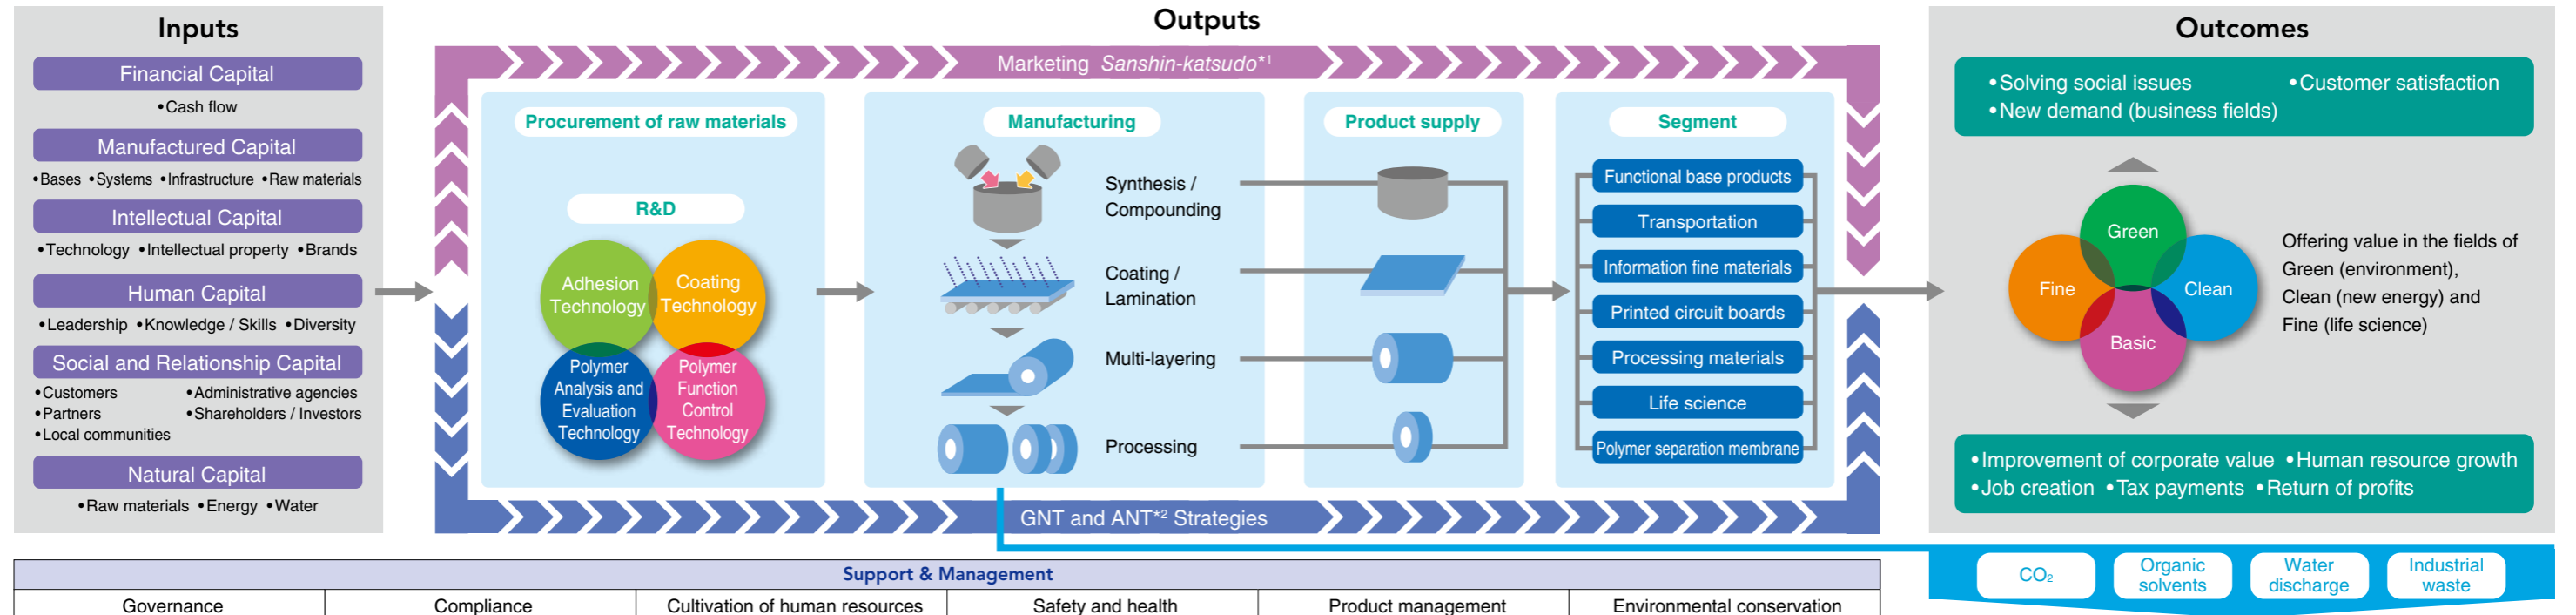 Inputs
Financial Capital
•Cash flow
Manufactured Capital
•Bases •Systems •Infrastructure •Raw materials
Intellectual Capital
•Technology •Intellectual property •Brands
Human Capital
•Leadership •Knowledge / Skills •Diversity
Social and Relationship Capital
•Customers •Administrative agencies
•Partners •Shareholders / Investors
•Local communities
Natural Capital
•Raw materials •Energy •Water
Outputs
Marketing Sanshin-katsudo*1
Procurement of raw materials
R&D
Adhesion
Technology
Coating
Technology
Polymer
Analysis and
Evaluation
Technology
Polymer
Function
Control
Technology
Manufacturing
Synthesis /
Compounding
Coating /
Lamination
Multi-layering
Processing
Product supply
Segment
Functional base products
Transportation
Information fine materials
Printed circuit boards
Processing materials
Life science
Polymer separation membrane
GNT and ANT*2 Strategies
Outcomes
•Solving social issues •Customer satisfaction
•New demand (business fields)
Green
Fine
Clean
Basic
Offering value in the fields of
Green (environment),
Clean (new energy) and
Fine (life science)
•Improvement of corporate value •Human resource growth
•Job creation •Tax payments •Return of profits
CO2
Organic
solvents
Water
discharge
Industrial
waste
Support & Management
Governance
Compliance
Cultivation of human resources
Safety and health
Product management
Environmental conservation